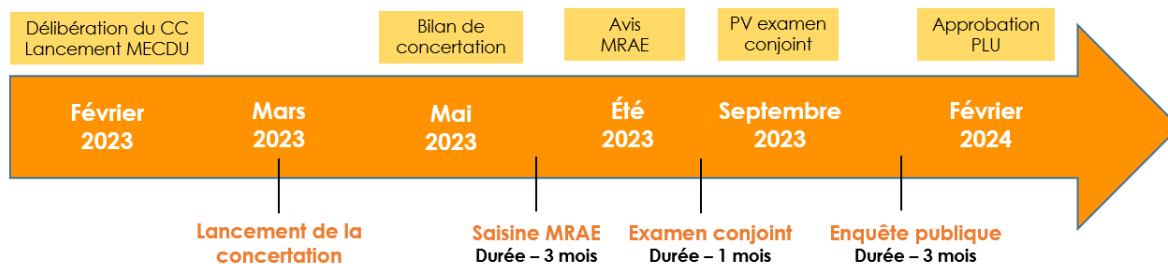 Délibération du CC
Lancement MECDU
Bilan de
concertation
Avis
MRAE
PV examen
conjoint
Approbation
PLU
Février
2023
Mars
2023
Mai
2023
Été
2023
Septembre
2023
Février
2024
Lancement de la
concertation
Saisine MRAE
Durée – 3 mois
Examen conjoint
Durée – 1 mois
Enquête publique
Durée – 3 mois